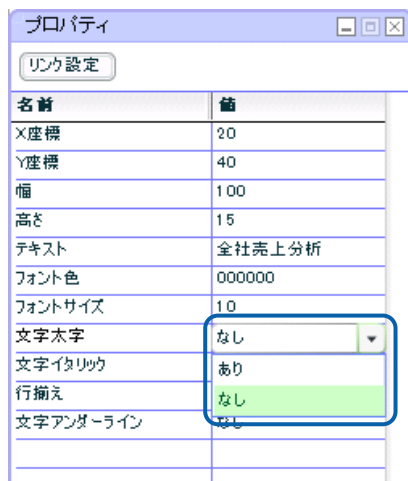 プロパティ
リンク設定
名前 値
X座標 20
Y座標 40
幅 100
高さ 15
テキスト 全社売上分析
フォント色 000000
フォントサイズ 10
文字太字 なし
文字イタリック あり
行揃え なし
文字アンダーライン なし